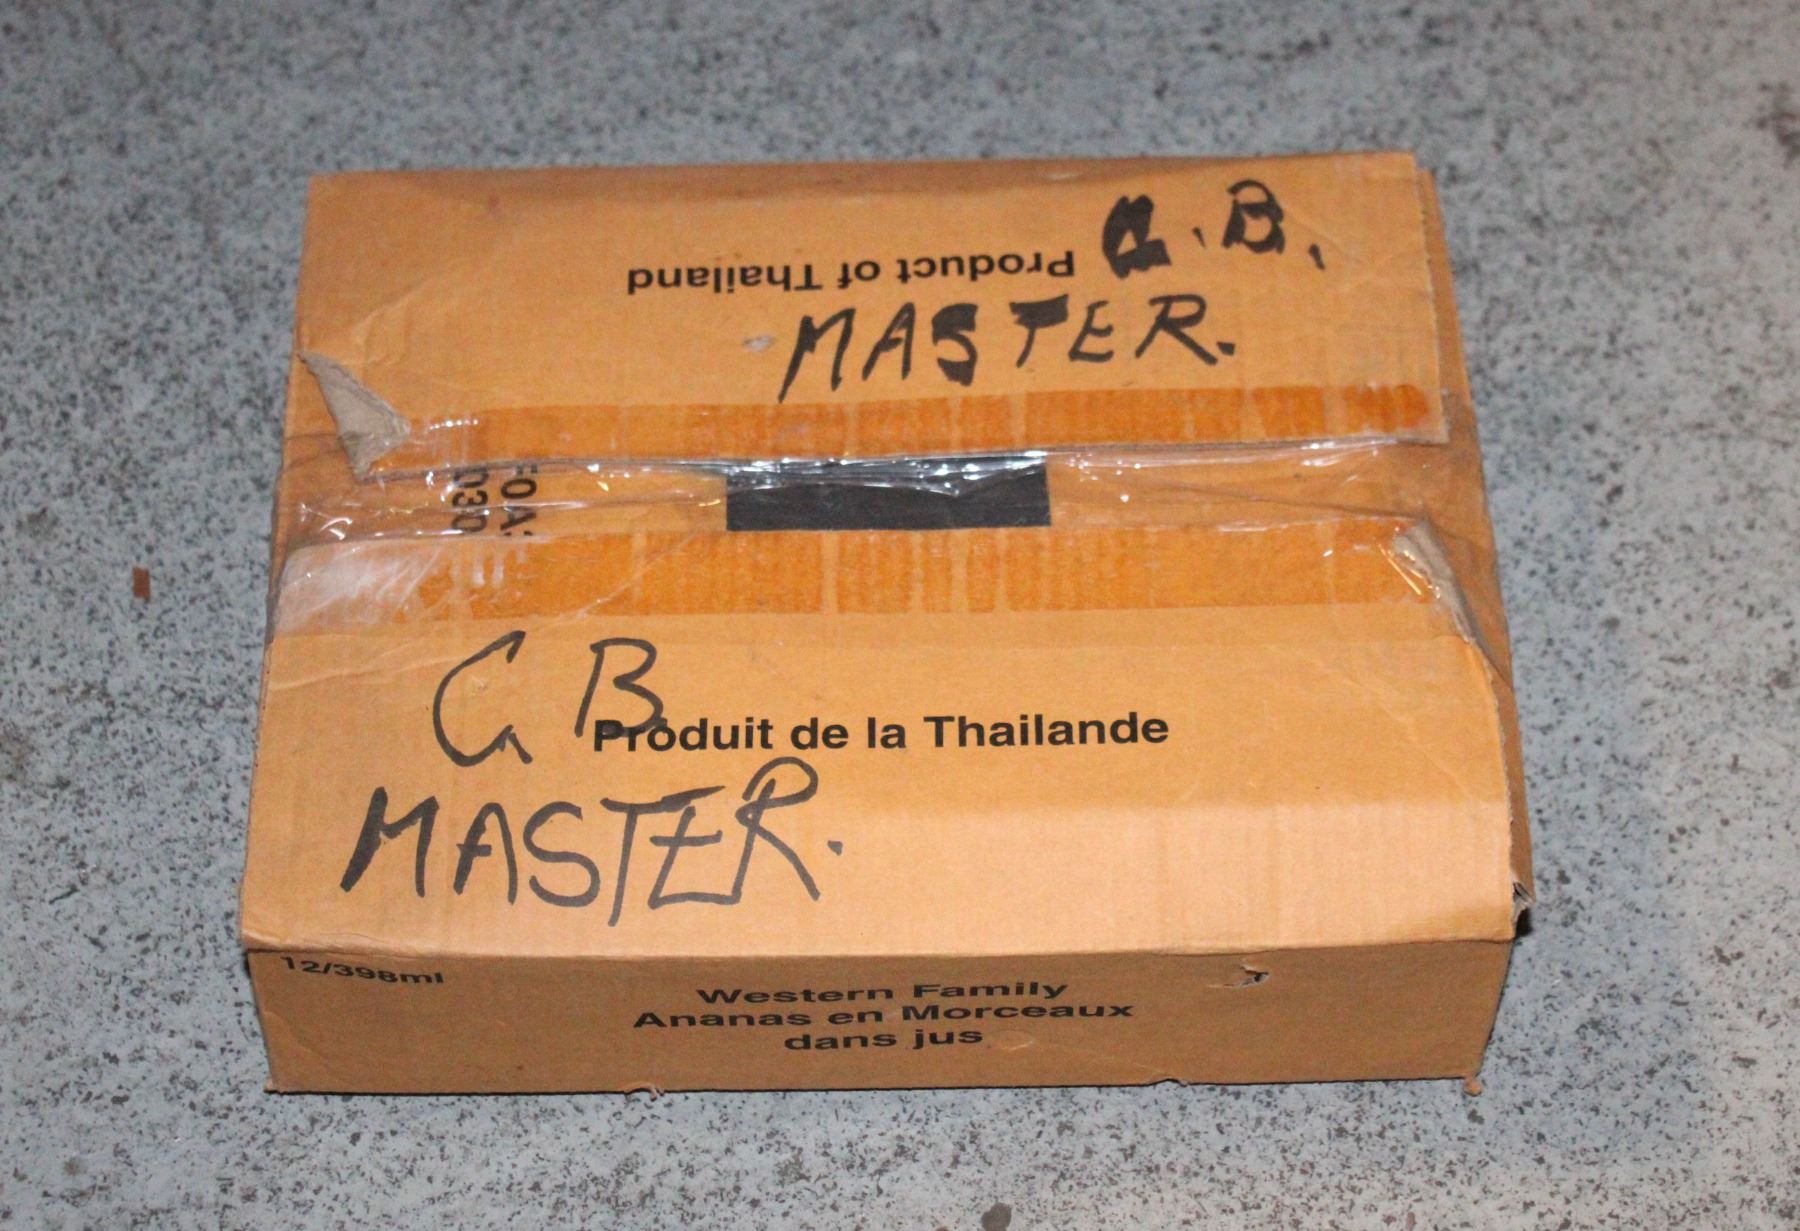 B.
Product of Thailand
MASTER.
C B
Produit de la Thailande
MASTER.
12/398ml
Western Family
Ananas en Morceaux
dans jus